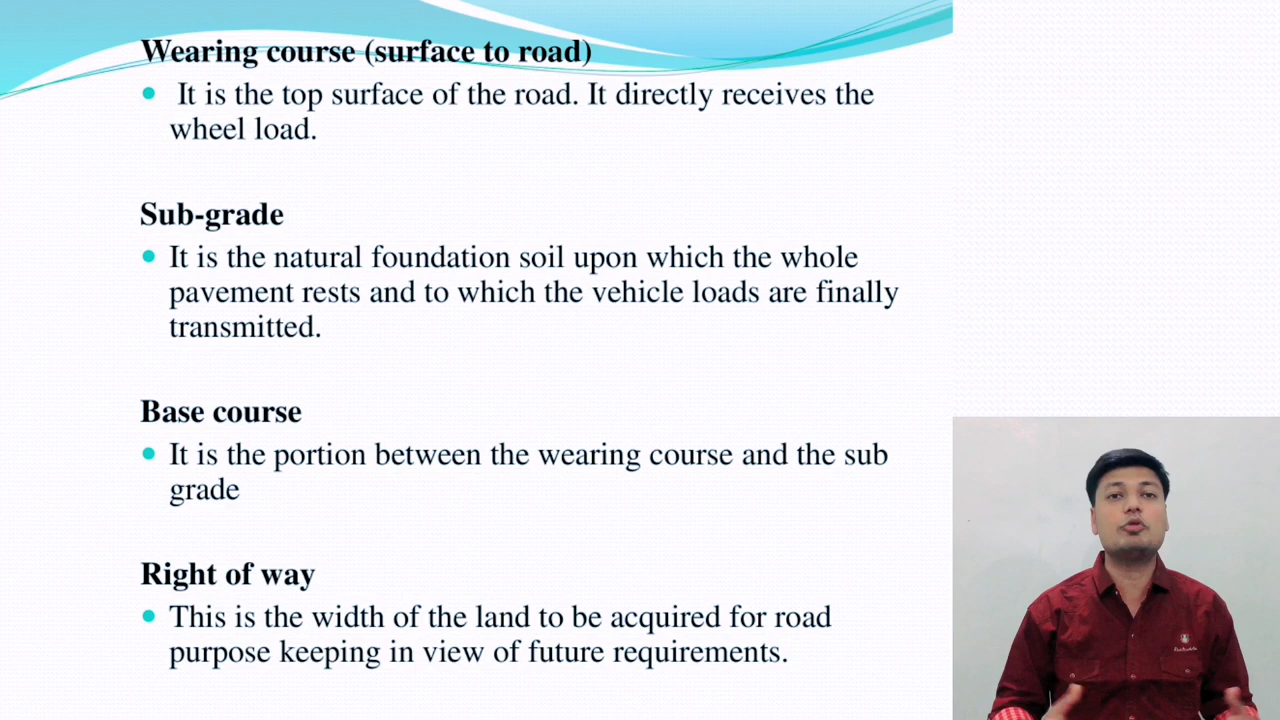 Wearing course (surface to road)
It is the top surface of the road. It directly receives the
wheel load.
Sub-grade
It is the natural foundation soil upon which the whole
pavement rests and to which the vehicle loads are finally
transmitted.
Base course
It is the portion between the wearing course and the sub
grade
Right of way
This is the width of the land to be acquired for road
purpose keeping in view of future requirements.